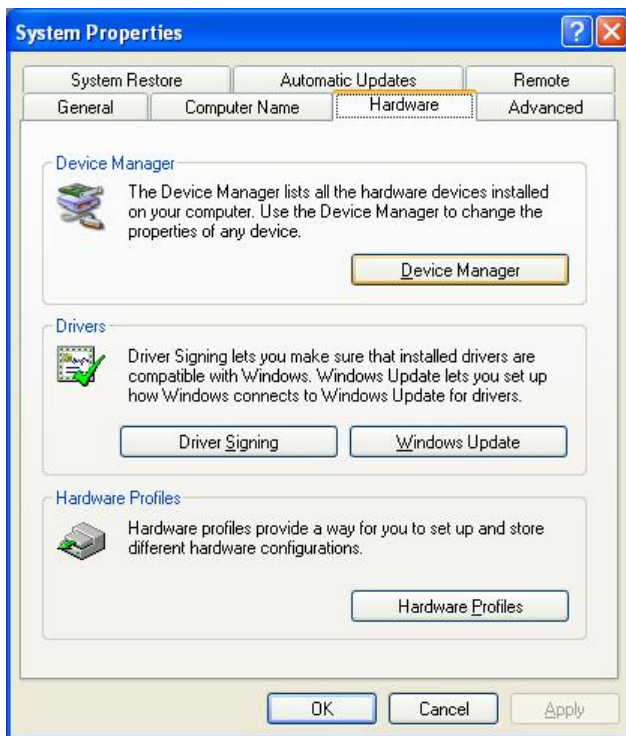 System Properties
System Restore
Automatic Updates
Remote
General
Computer Name
Hardware
Advanced
Device Manager
The Device Manager lists all the hardware devices installed
on your computer. Use the Device Manager to change the
properties of any device.
Device Manager
Drivers
Driver Signing lets you make sure that installed drivers are
compatible with Windows. Windows Update lets you set up
how Windows connects to Windows Update for drivers.
Driver Signing
Windows Update
Hardware Profiles
Hardware profiles provide a way for you to set up and store
different hardware configurations.
Hardware Profiles
OK
Cancel
Apply